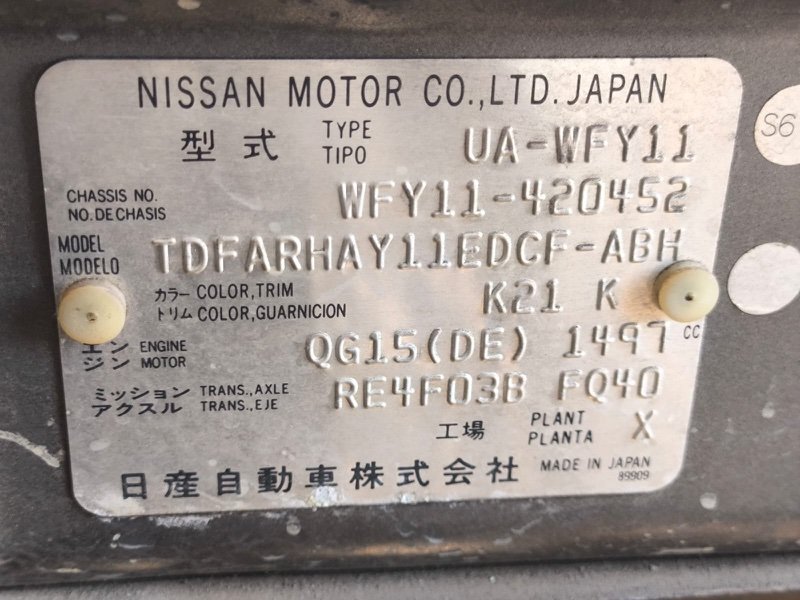 NISSAN MOTOR CO.,LTD. JAPAN
型式 TYPE UA-WFY11
TIPO
CHASSIS NO. WFY11-420452
NO. DE CHASIS
MODEL TDFARHAY11EDCF-ABH
MODELO
カラー COLOR,TRIM K21 K
トリム COLOR,GUARNICION
エン ENGINE QG15(DE) 1497 CC
ジン MOTOR
ミッション TRANS.,AXLE RE4F03B FQ40
アクスル TRANS.,EJE
工場 PLANT X
PLANTA
日産自動車株式会社 MADE IN JAPAN
89909
S6